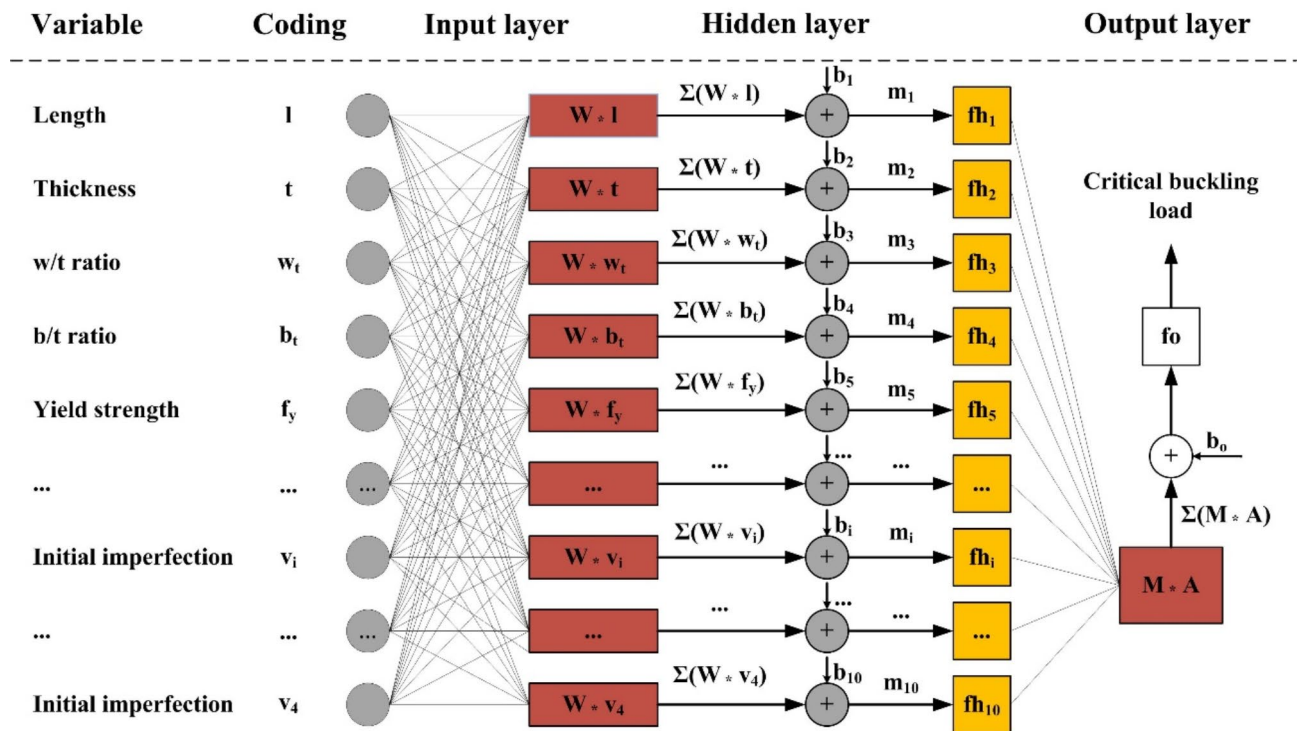 Variable Coding Input layer Hidden layer Output layer
Length l W * l Σ(W * l) b1 + m1 fh1
Thickness t W * t Σ(W * t) b2 + m2 fh2
Critical buckling
load
w/t ratio wt W * wt Σ(W * wt) b3 + m3 fh3
b/t ratio bt W * bt Σ(W * bt) b4 + m4 fh4
fo
Yield strength fy W * fy Σ(W * fy) b5 + m5 fh5
+ bo
... ... ... ... ... ... + ... ...
Σ(M * A)
Initial imperfection vi W * vi Σ(W * vi) bi + mi fhi
M * A
... ... ... ... ... ... + ... ...
Initial imperfection v4 W * v4 Σ(W * v4) b10 + m10 fh10